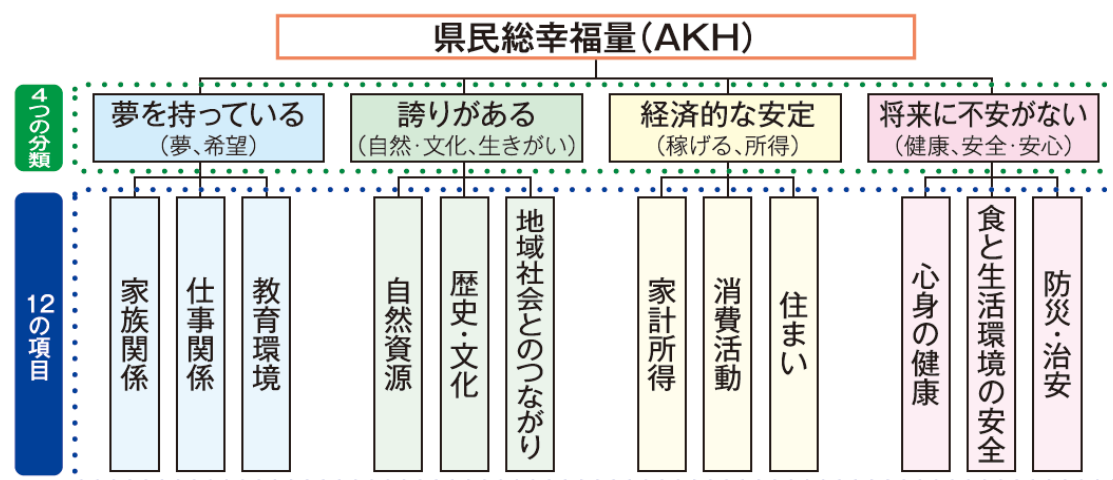 県民総幸福量(AKH)
4つの分類
夢を持っている
(夢、希望)
誇りがある
(自然・文化、生きがい)
経済的な安定
(稼げる、所得)
将来に不安がない
(健康、安全・安心)
12の項目
家族関係
仕事関係
教育環境
自然資源
歴史・文化
地域社会とのつながり
家計所得
消費活動
住まい
心身の健康
食と生活環境の安全
防災・治安